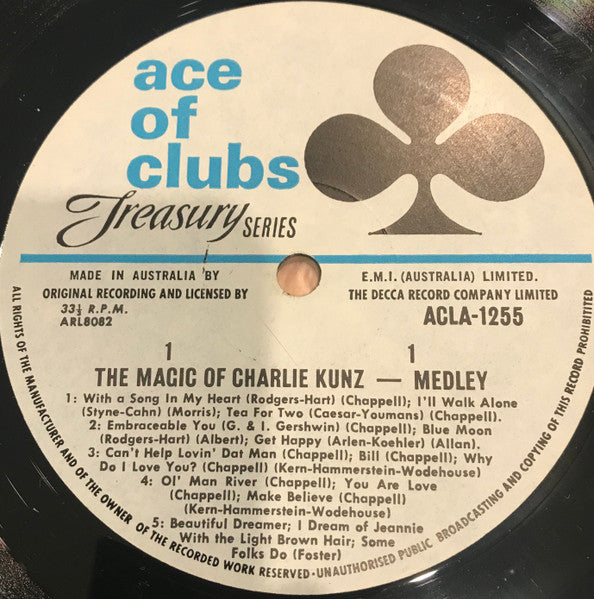 ace
of
clubs
Treasury SERIES
MADE IN AUSTRALIA BY E.M.I. (AUSTRALIA) LIMITED.
ORIGINAL RECORDING AND LICENSED BY THE DECCA RECORD COMPANY LIMITED
33⅓ R.P.M. ACLA-1255
ARL8082
1 1
THE MAGIC OF CHARLIE KUNZ — MEDLEY
1: With a Song in My Heart (Rodgers-Hart) (Chappell); I'll Walk Alone
(Styne-Cahn) (Morris); Tea For Two (Caesar-Youmans) (Chappell).
2: Embraceable You (G. & I. Gershwin) (Chappell); Blue Moon
(Rodgers-Hart) (Albert); Get Happy (Arlen-Koehler) (Allan).
3: Can't Help Lovin' Dat Man (Chappell); Bill (Chappell); Why
Do I Love You? (Chappell) (Kern-Hammerstein-Wodehouse)
4: Ol' Man River (Chappell); You Are Love
(Chappell); Make Believe (Chappell)
(Kern-Hammerstein-Wodehouse)
5: Beautiful Dreamer; I Dream of Jeannie
With the Light Brown Hair; Some
Folks Do (Foster)
ALL RIGHTS OF THE MANUFACTURER AND OF THE OWNER OF THE RECORDED WORK RESERVED · UNAUTHORISED PUBLIC BROADCASTING AND COPYING OF THIS RECORD PROHIBITITED